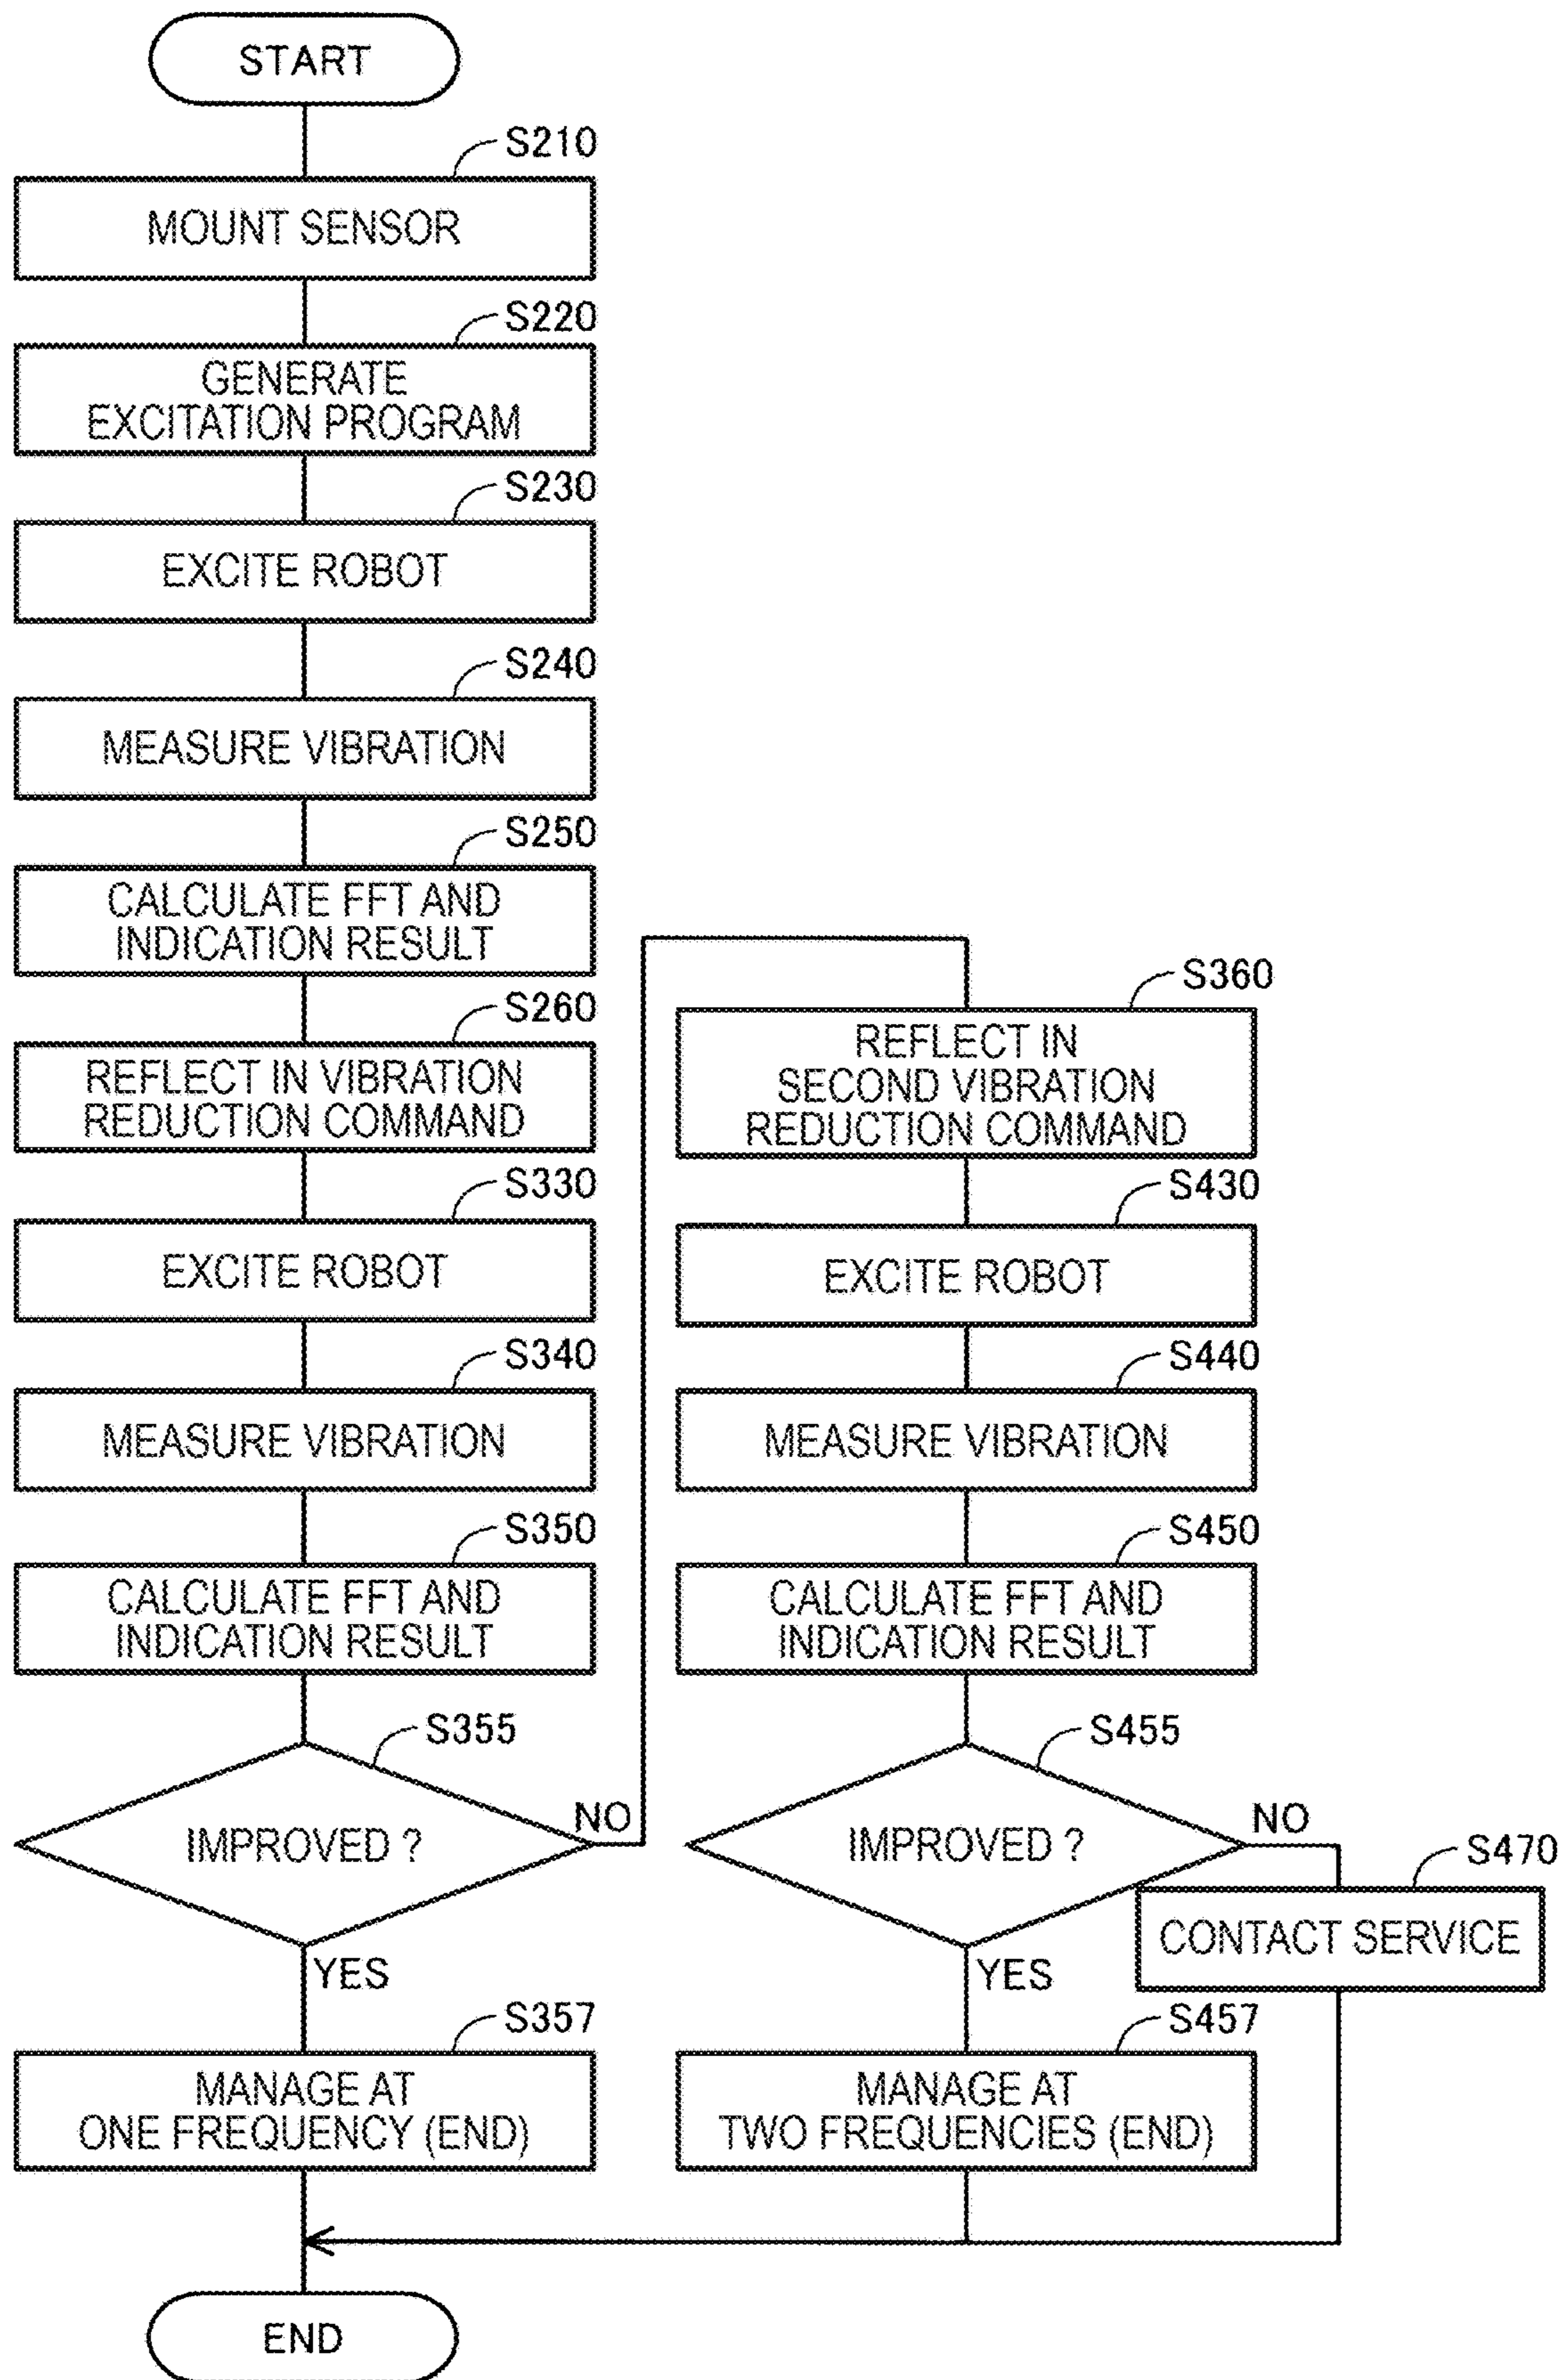 START
S210
MOUNT SENSOR
S220
GENERATE
EXCITATION PROGRAM
S230
EXCITE ROBOT
S240
MEASURE VIBRATION
S250
CALCULATE FFT AND
INDICATION RESULT
S260
REFLECT IN VIBRATION
REDUCTION COMMAND
S330
EXCITE ROBOT
S340
MEASURE VIBRATION
S350
CALCULATE FFT AND
INDICATION RESULT
S355
IMPROVED ?
NO
YES
S357
MANAGE AT
ONE FREQUENCY (END)
S360
REFLECT IN
SECOND VIBRATION
REDUCTION COMMAND
S430
EXCITE ROBOT
S440
MEASURE VIBRATION
S450
CALCULATE FFT AND
INDICATION RESULT
S455
IMPROVED ?
NO
S470
CONTACT SERVICE
YES
S457
MANAGE AT
TWO FREQUENCIES (END)
END